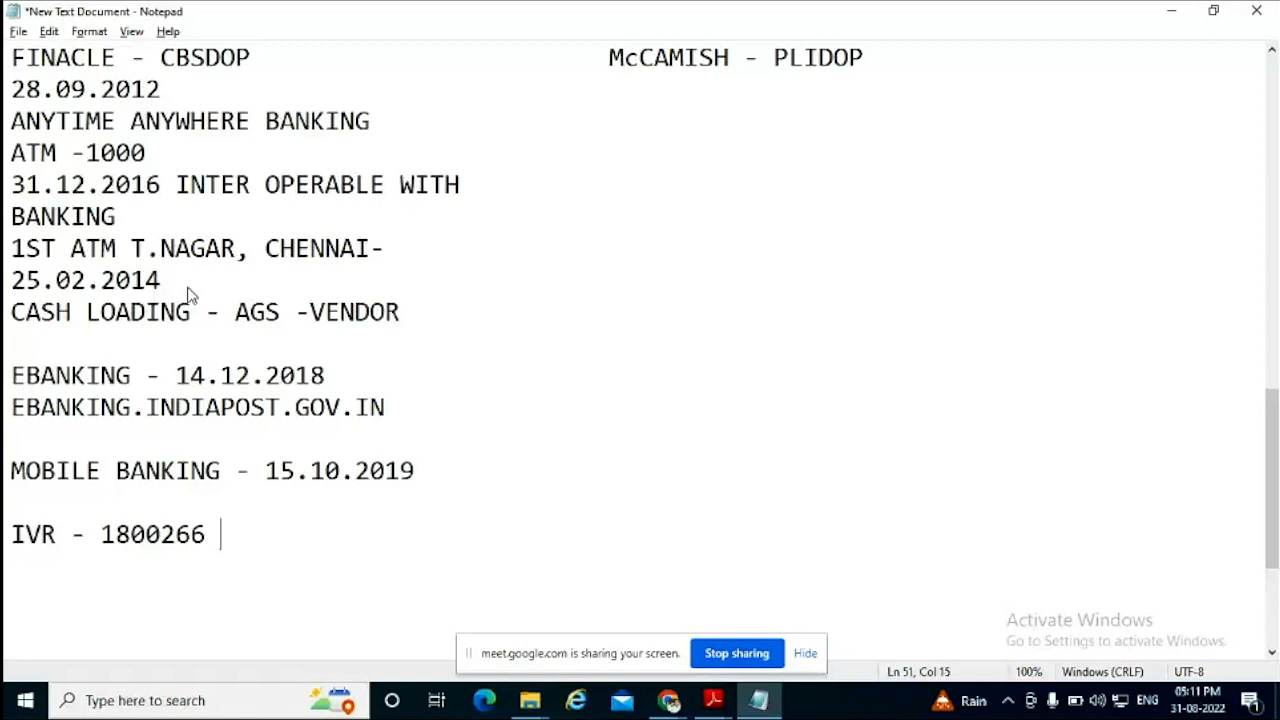 *New Text Document - Notepad
File Edit Format View Help
FINACLE - CBSDOP McCAMISH - PLIDOP
28.09.2012
ANYTIME ANYWHERE BANKING
ATM -1000
31.12.2016 INTER OPERABLE WITH
BANKING
1ST ATM T.NAGAR, CHENNAI-
25.02.2014
CASH LOADING - AGS -VENDOR
EBANKING - 14.12.2018
EBANKING.INDIAPOST.GOV.IN
MOBILE BANKING - 15.10.2019
IVR - 1800266
Activate Windows
Go to Settings to activate Windows.
meet.google.com is sharing your screen. Stop sharing Hide
Ln 51, Col 15 100% Windows (CRLF) UTF-8
Type here to search Rain ENG 05:11 PM
31-08-2022
1